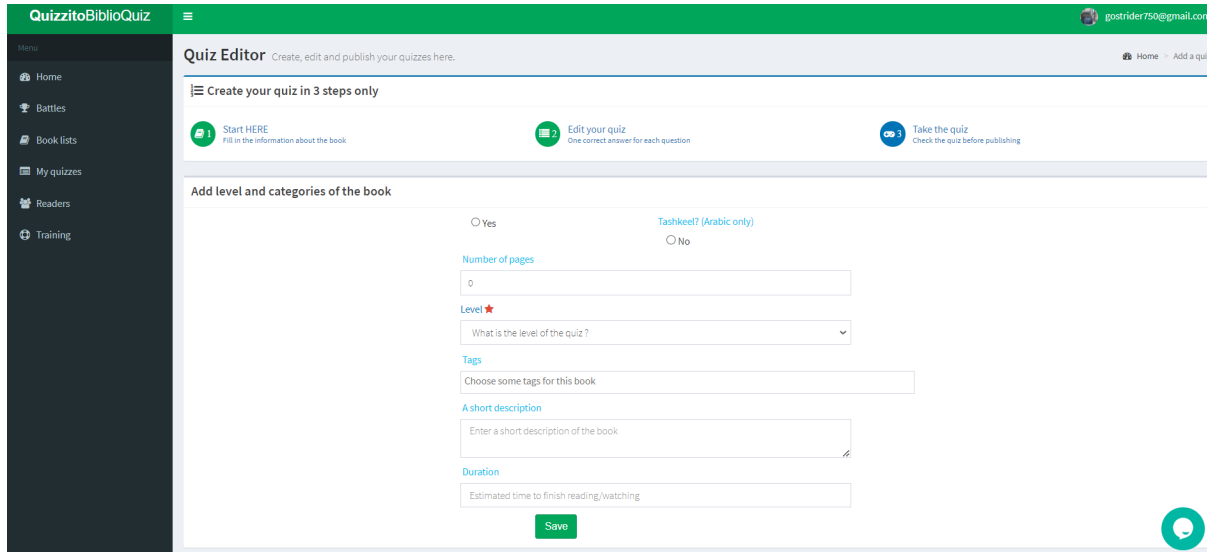 QuizzitoBiblioQuiz
gostrider750@gmail.com
Menu
Home
Battles
Book lists
My quizzes
Readers
Training
Quiz Editor Create, edit and publish your quizzes here.
Home > Add a qui
Create your quiz in 3 steps only
1 Start HERE
Fill in the information about the book
2 Edit your quiz
One correct answer for each question
3 Take the quiz
Check the quiz before publishing
Add level and categories of the book
Tashkeel? (Arabic only)
Yes
No
Number of pages
0
Level
What is the level of the quiz ?
Tags
Choose some tags for this book
A short description
Enter a short description of the book
Duration
Estimated time to finish reading/watching
Save